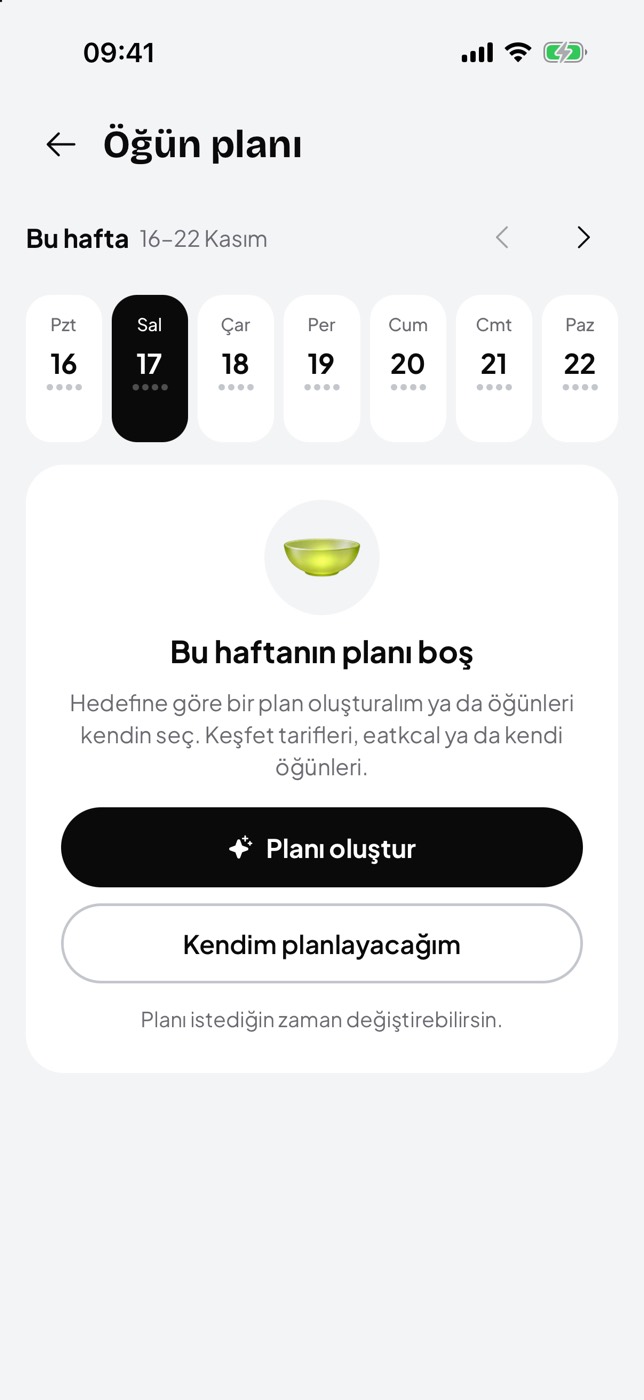 09:41
Öğün planı
Bu hafta 16–22 Kasım
Pzt Sal Çar Per Cum Cmt Paz
16 17 18 19 20 21 22
Bu haftanın planı boş
Hedefine göre bir plan oluşturalım ya da öğünleri
kendin seç. Keşfet tarifleri, eatkcal ya da kendi
öğünleri.
Planı oluştur
Kendim planlayacağım
Planı istediğin zaman değiştirebilirsin.